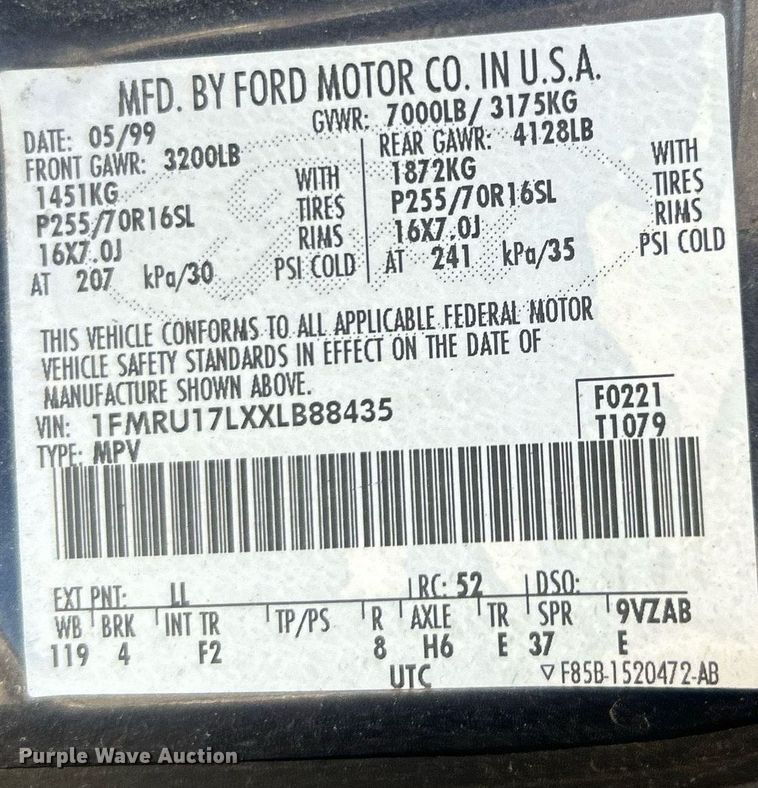 MFD. BY FORD MOTOR CO. IN U.S.A.
DATE: 05/99 GVWR: 7000LB/ 3175KG
FRONT GAWR: 3200LB
1451KG WITH
P255/70R16SL TIRES
16X7.0J RIMS
AT 207 kPa/30 PSI COLD
REAR GAWR: 4128LB
1872KG WITH
P255/70R16SL TIRES
16X7.0J RIMS
AT 241 kPa/35 PSI COLD
THIS VEHICLE CONFORMS TO ALL APPLICABLE FEDERAL MOTOR
VEHICLE SAFETY STANDARDS IN EFFECT ON THE DATE OF
MANUFACTURE SHOWN ABOVE.
VIN: 1FMRU17LXXLB88435
TYPE: MPV
F0221
T1079
EXT PNT: LL RC: 52 DSO:
WB BRK INT TR TP/PS R AXLE TR SPR 9VZAB
119 4 F2 8 H6 E 37 E
UTC ▽ F85B-1520472-AB
Purple Wave Auction